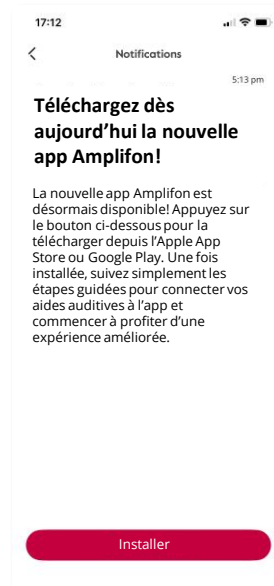 17:12
Notifications
5:13 pm
Téléchargez dès
aujourd’hui la nouvelle
app Amplifon!
La nouvelle app Amplifon est
désormais disponible! Appuyez sur
le bouton ci-dessous pour la
télécharger depuis l’Apple App
Store ou Google Play. Une fois
installée, suivez simplement les
étapes guidées pour connecter vos
aides auditives à l’app et
commencer à profiter d’une
expérience améliorée.
Installer